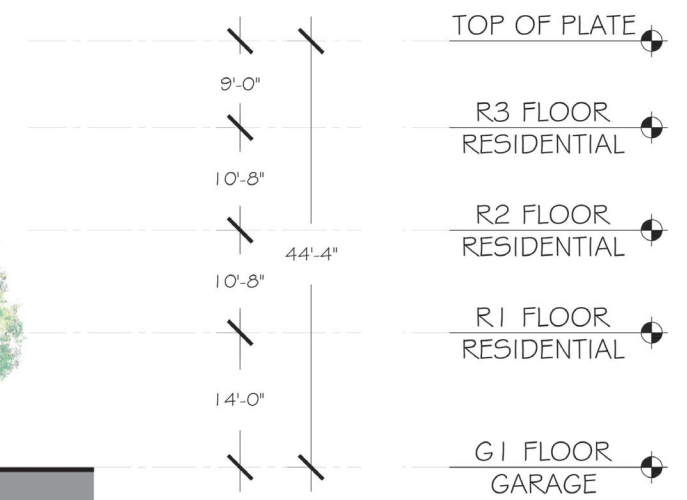 TOP OF PLATE
9'-0"
R3 FLOOR
RESIDENTIAL
10'-8"
R2 FLOOR
RESIDENTIAL
44'-4"
10'-8"
R1 FLOOR
RESIDENTIAL
14'-0"
G1 FLOOR
GARAGE